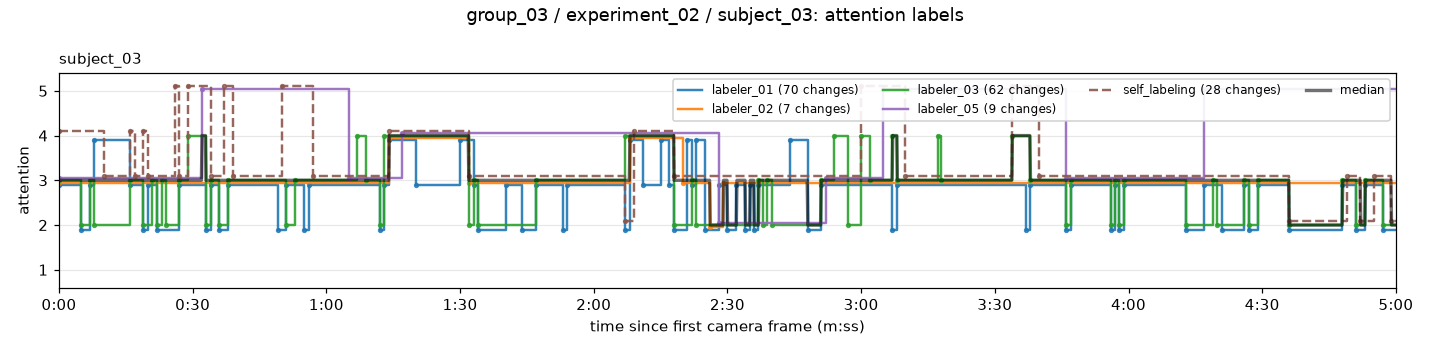 group_03 / experiment_02 / subject_03: attention labels
subject_03
labeler_01 (70 changes)
labeler_02 (7 changes)
labeler_03 (62 changes)
labeler_05 (9 changes)
self_labeling (28 changes)
median
attention
5
4
3
2
1
0:00 0:30 1:00 1:30 2:00 2:30 3:00 3:30 4:00 4:30 5:00
time since first camera frame (m:ss)